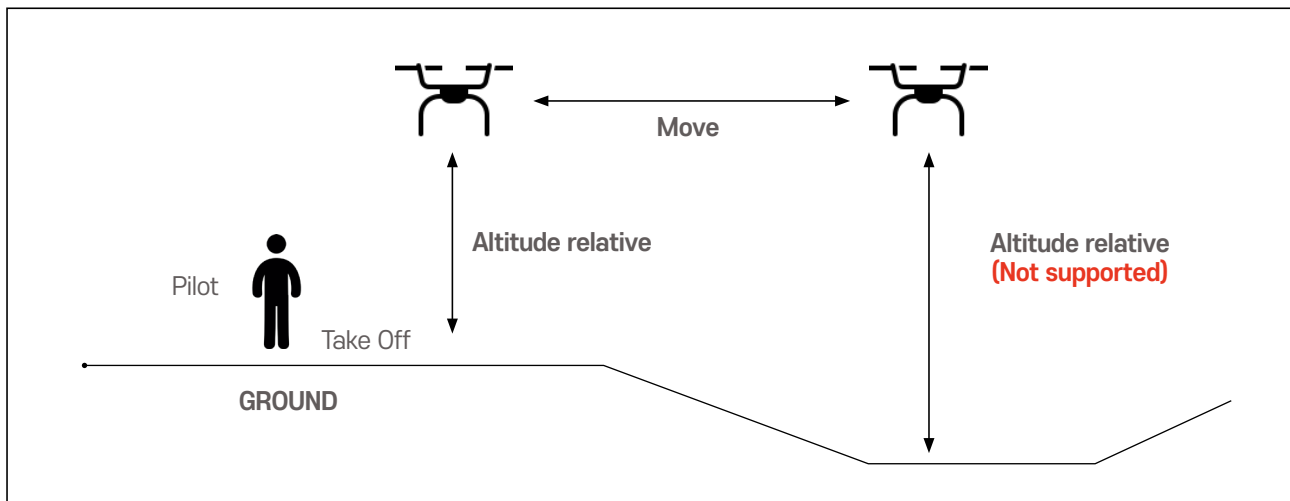 Move
Altitude relative
Altitude relative
(Not supported)
Pilot
Take Off
GROUND